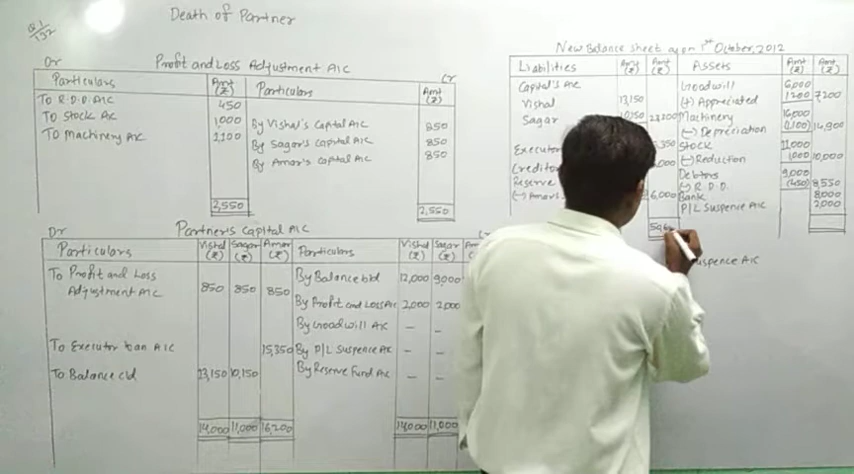 Q.1/132
Death of Partner
Dr Profit and Loss Adjustment A/C Cr
Particulars Amt (₹) Particulars Amt (₹)
To R.D.D. A/C 450
To Stock A/C 1,000 By Vishal's Capital A/C 850
To Machinery A/C 1,100 By Sagar's Capital A/C 850
By Amar's Capital A/C 850
2,550 2,550
Dr Partner's Capital A/C Cr
Particulars Vishal (₹) Sagar (₹) Amar (₹) Particulars Vishal (₹) Sagar (₹)
To Profit and Loss By Balance b/d 12,000 9,000
Adjustment A/C 850 850 850
By Profit and Loss A/C 2,000 2,000
By Goodwill A/C - -
To Executor loan A/C 15,350 By P/L Suspence A/C - -
To Balance c/d 13,150 10,150 By Reserve Fund A/C - -
14,000 11,000 16,200 14,000 11,000
New Balance sheet as on 1st October, 2012
Liabilities Amt (₹) Amt (₹) Assets Amt (₹) Amt (₹)
Capital's A/C Goodwill 6,000
Vishal 13,150 (+) Appreciated 1200 7,200
Sagar 10,150 23,300 Machinery 16,000
(-) Depreciation (1,100) 14,900
Executor 350 Stock 11,000
Creditor 000 (-) Reduction 1,000 10,000
Reserve Debtors 9,000
(-) R.D.D. (450) 8,550
(-) Amar's 6,000 Bank 8,000
P/L Suspence A/C 2,000
Suspence A/C